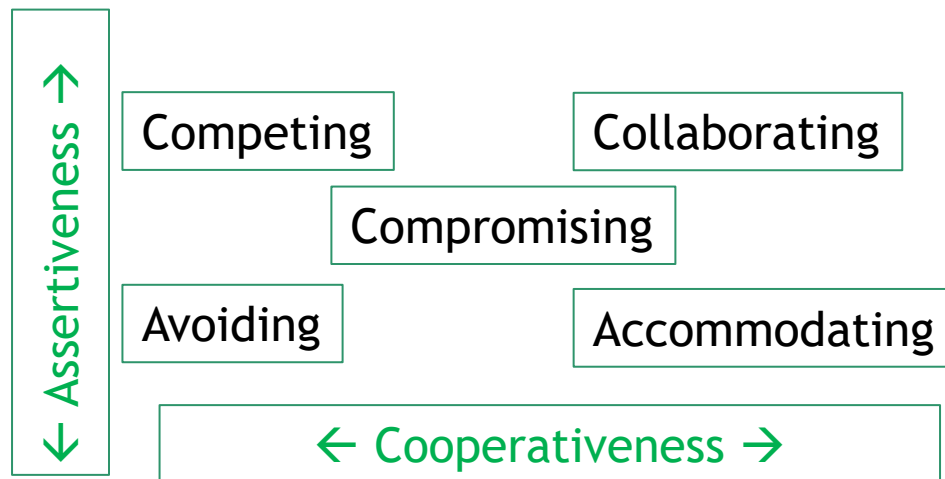 ← Assertiveness →
Competing
Collaborating
Compromising
Avoiding
Accommodating
← Cooperativeness →